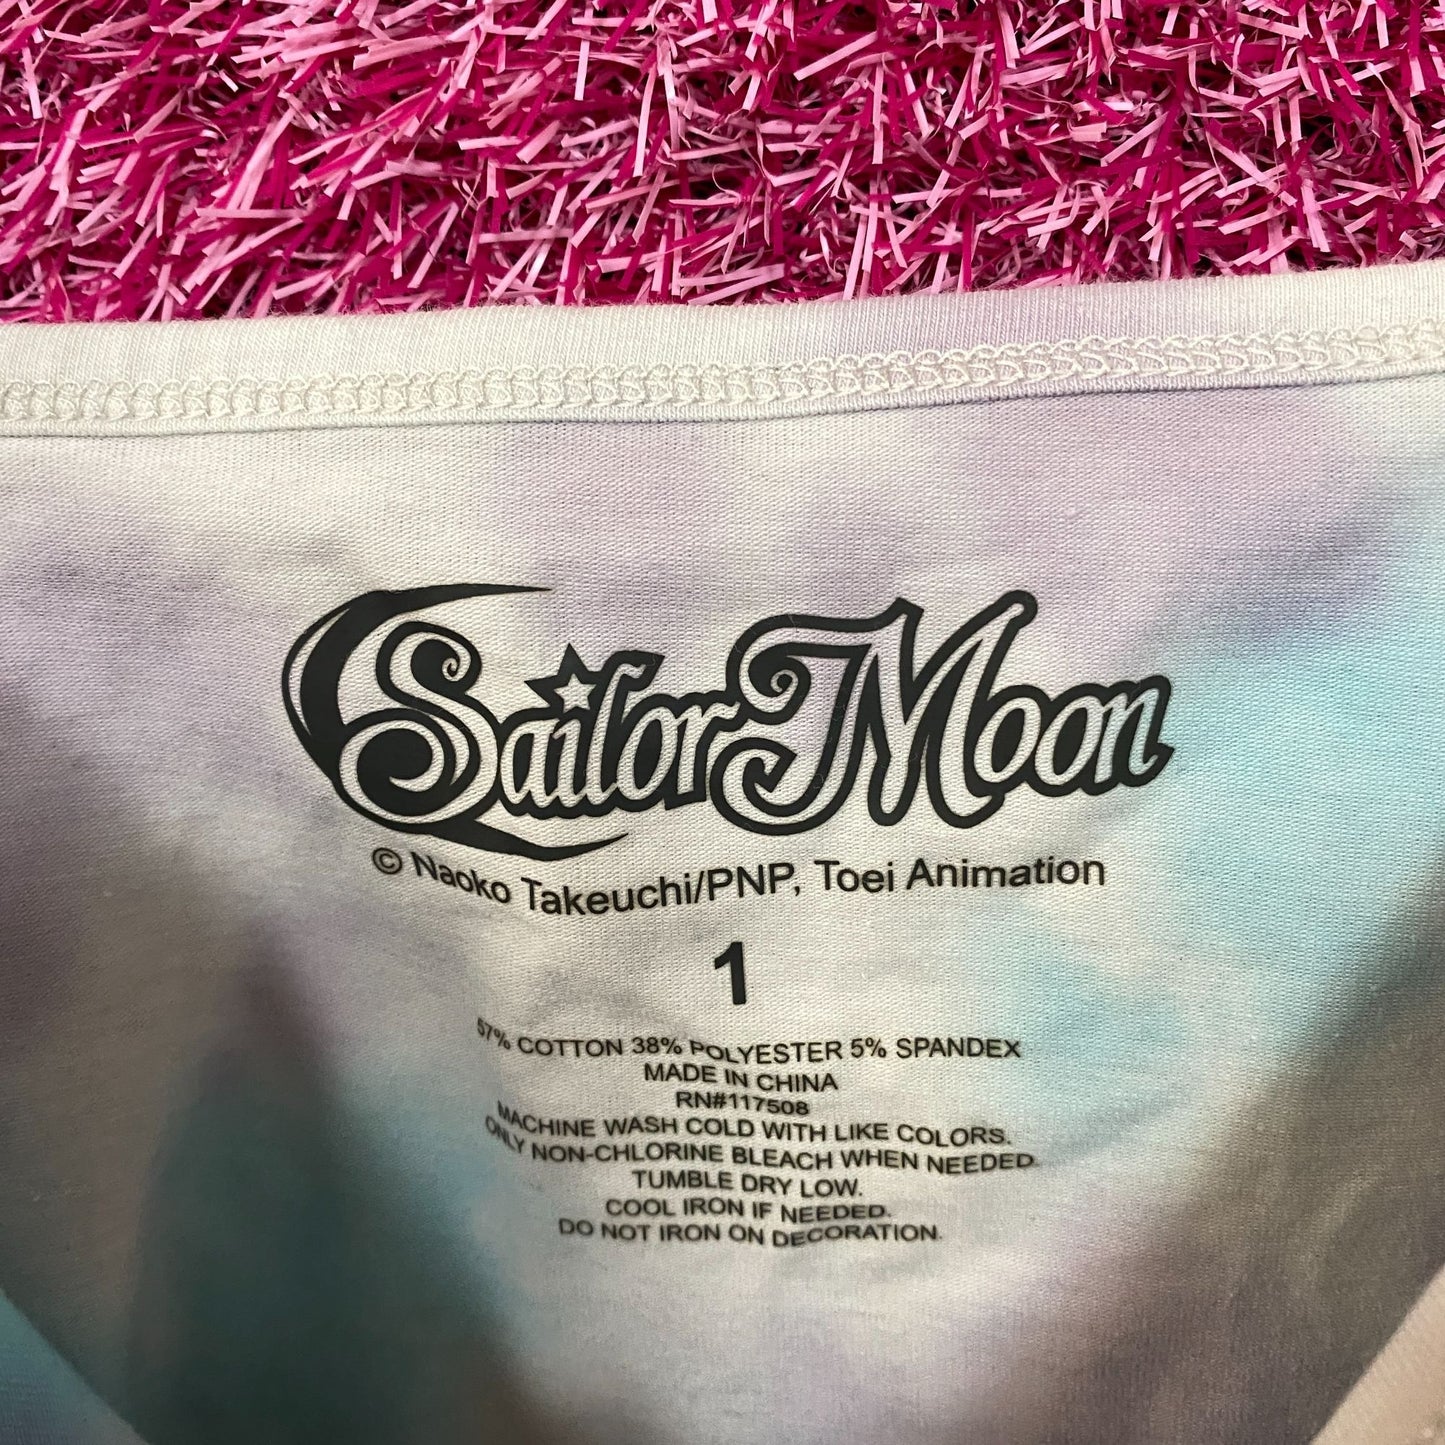 Sailor Moon
© Naoko Takeuchi/PNP, Toei Animation
1
57% COTTON 38% POLYESTER 5% SPANDEX
MADE IN CHINA
RN#117508
MACHINE WASH COLD WITH LIKE COLORS.
ONLY NON-CHLORINE BLEACH WHEN NEEDED.
TUMBLE DRY LOW.
COOL IRON IF NEEDED.
DO NOT IRON ON DECORATION.